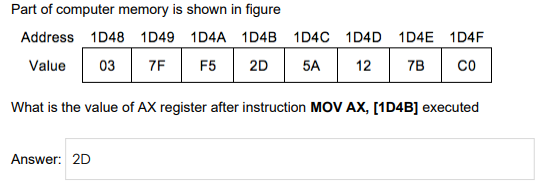 Part of computer memory is shown in figure
Address 1D48 1D49 1D4A 1D4B 1D4C 1D4D 1D4E 1D4F
Value 03 7F F5 2D 5A 12 7B C0
What is the value of AX register after instruction MOV AX, [1D4B] executed
Answer: 2D